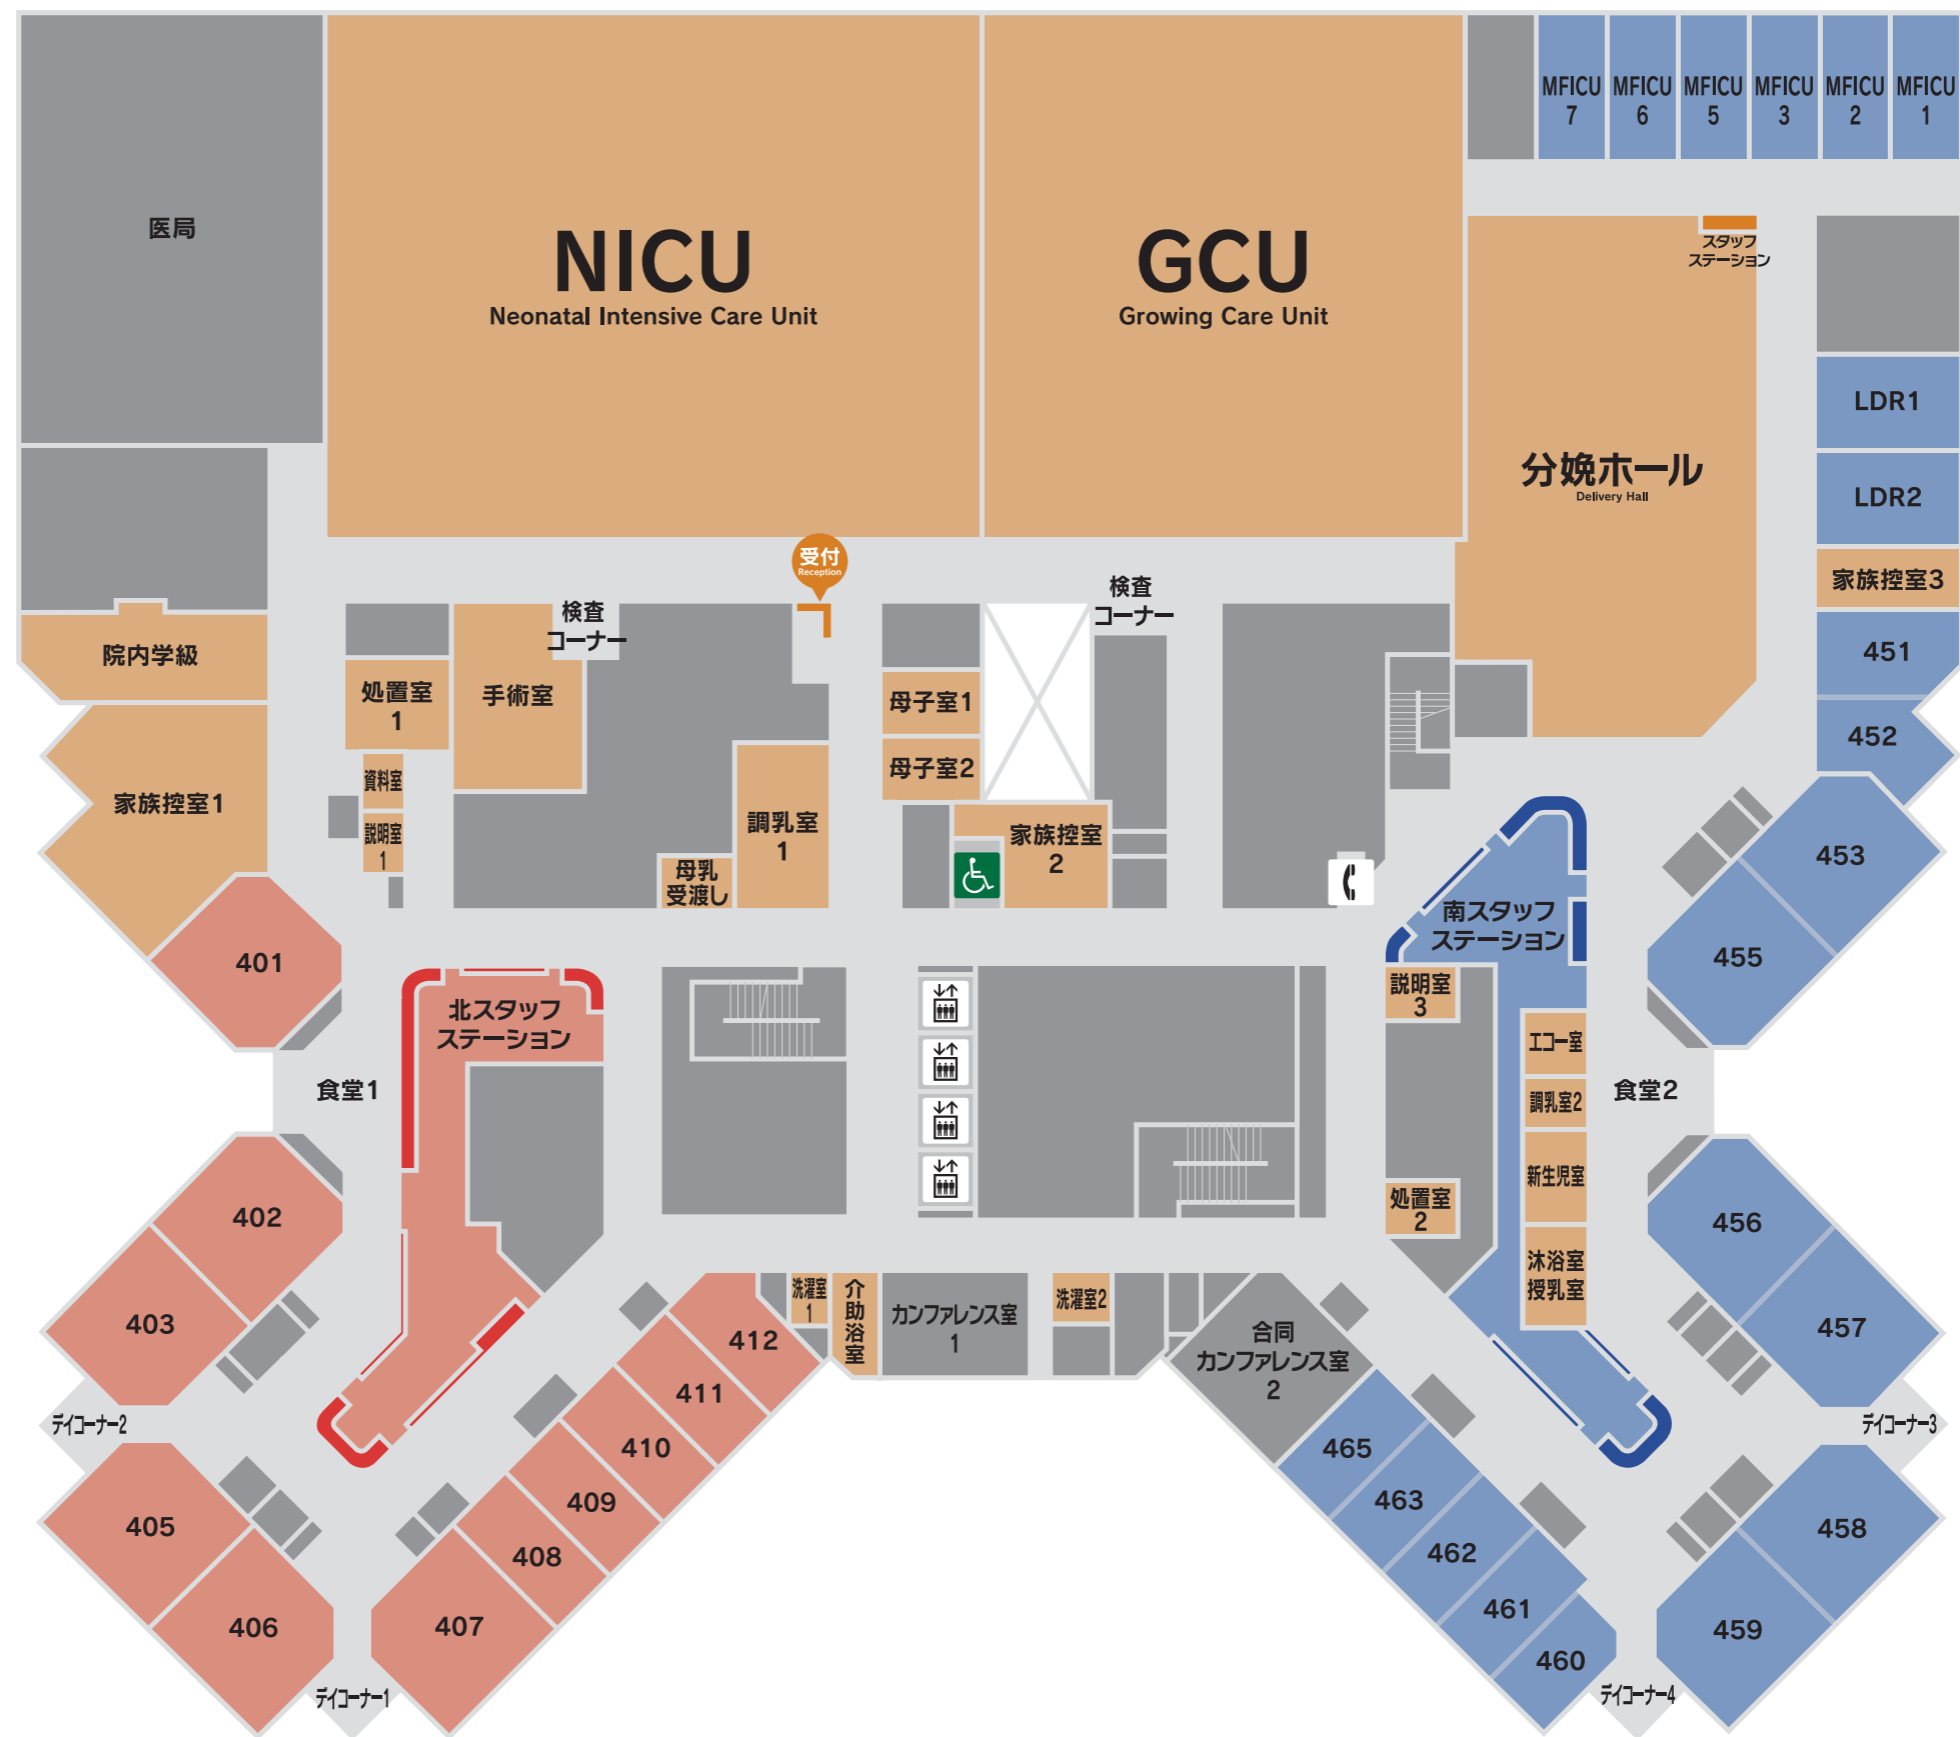 医局
NICU
Neonatal Intensive Care Unit
GCU
Growing Care Unit
MFICU
7
MFICU
6
MFICU
5
MFICU
3
MFICU
2
MFICU
1
スタッフ
ステーション
分娩ホール
Delivery Hall
LDR1
LDR2
家族控室3
451
452
453
455
受付
Reception
検査
コーナー
検査
コーナー
院内学級
家族控室1
処置室
1
手術室
資料室
説明室
1
母乳
受渡し
調乳室
1
母子室1
母子室2
家族控室
2
401
北スタッフ
ステーション
食堂1
南スタッフ
ステーション
説明室
3
エコー室
調乳室2
新生児室
沐浴室
授乳室
処置室
2
食堂2
402
403
デイコーナー2
405
406
デイコーナー1
407
408
409
410
411
412
洗濯室
1
介助浴室
カンファレンス室
1
洗濯室2
合同
カンファレンス室
2
465
463
462
461
460
デイコーナー4
459
458
デイコーナー3
457
456